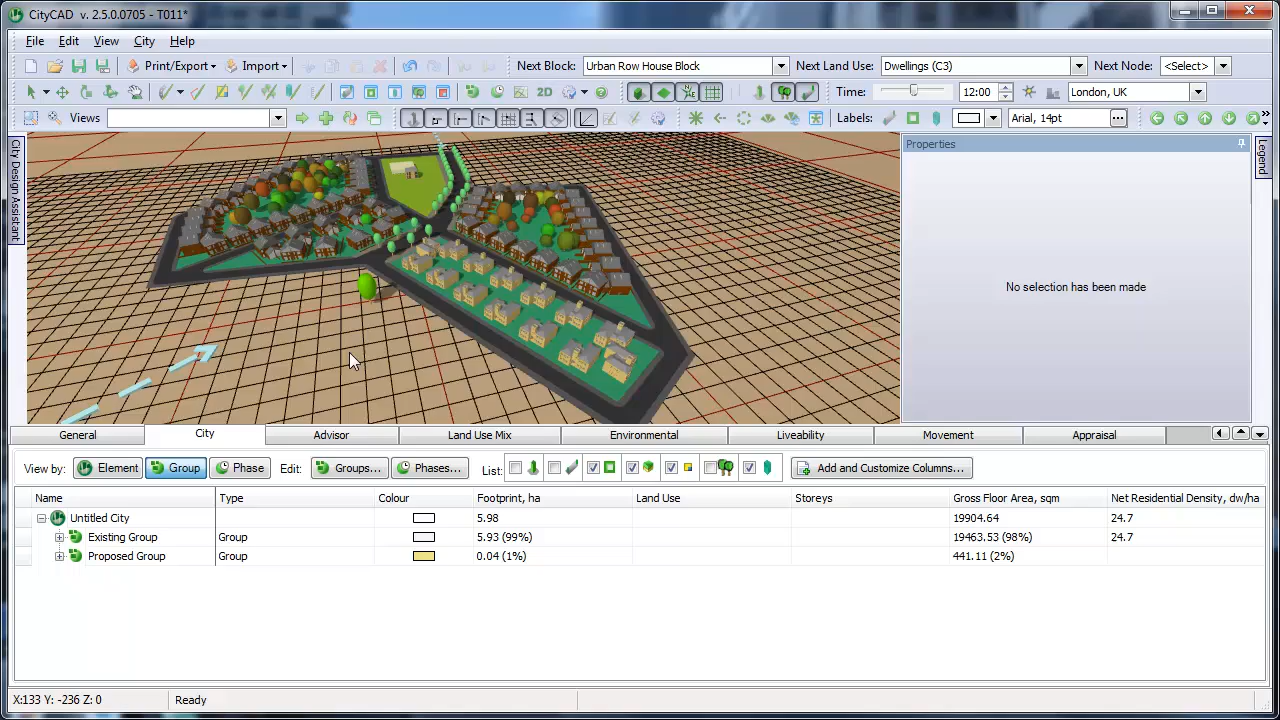 CityCAD v. 2.5.0.0705 - T011*
File Edit View City Help
Print/Export Import Next Block: Urban Row House Block Next Land Use: Dwellings (C3) Next Node: <Select>
2D Time: 12:00 London, UK
Views Labels: Arial, 14pt ...
City Design Assistant
Properties
Legend
No selection has been made
General City Advisor Land Use Mix Environmental Liveability Movement Appraisal
View by: Element Group Phase Edit: Groups... Phases... List: Add and Customize Columns...
Name Type Colour Footprint, ha Land Use Storeys Gross Floor Area, sqm Net Residential Density, dw/ha
Untitled City 5.98 19904.64 24.7
Existing Group Group 5.93 (99%) 19463.53 (98%) 24.7
Proposed Group Group 0.04 (1%) 441.11 (2%)
X:133 Y: -236 Z: 0 Ready